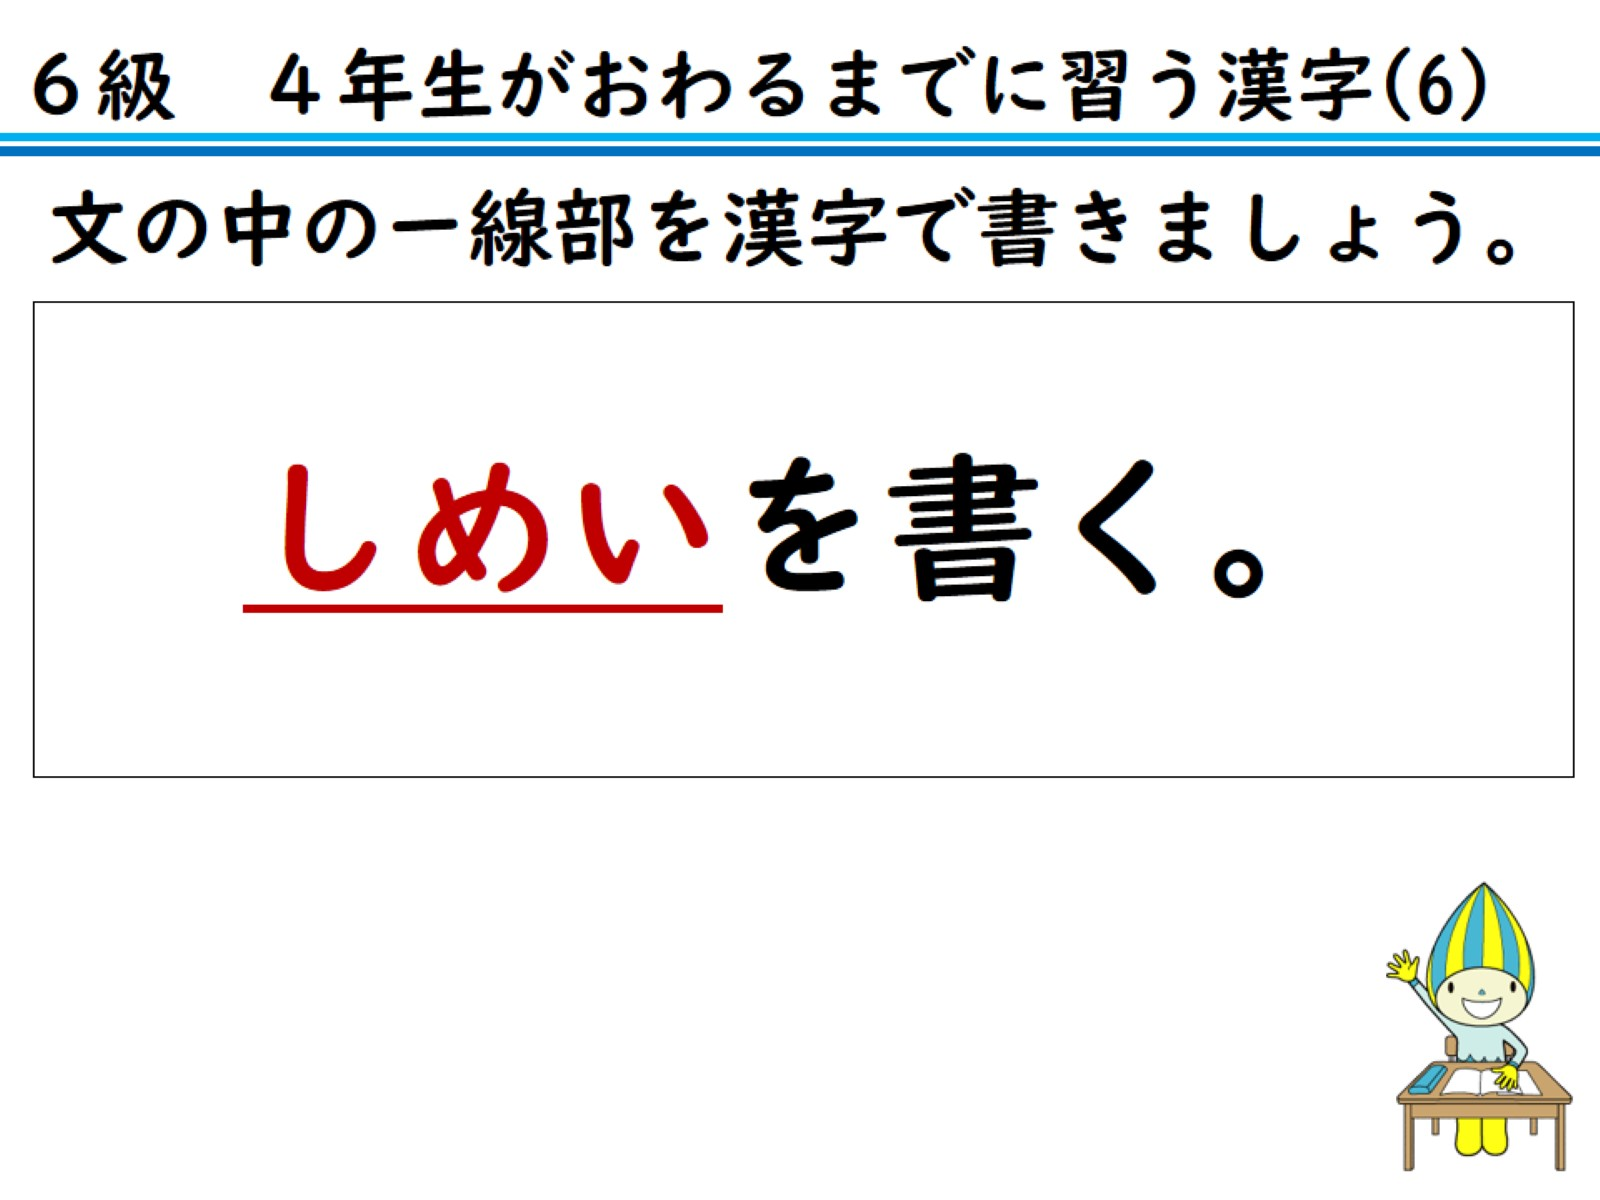 ６級　４年生がおわるまでに習う漢字(6)
文の中の一線部を漢字で書きましょう。
しめいを書く。